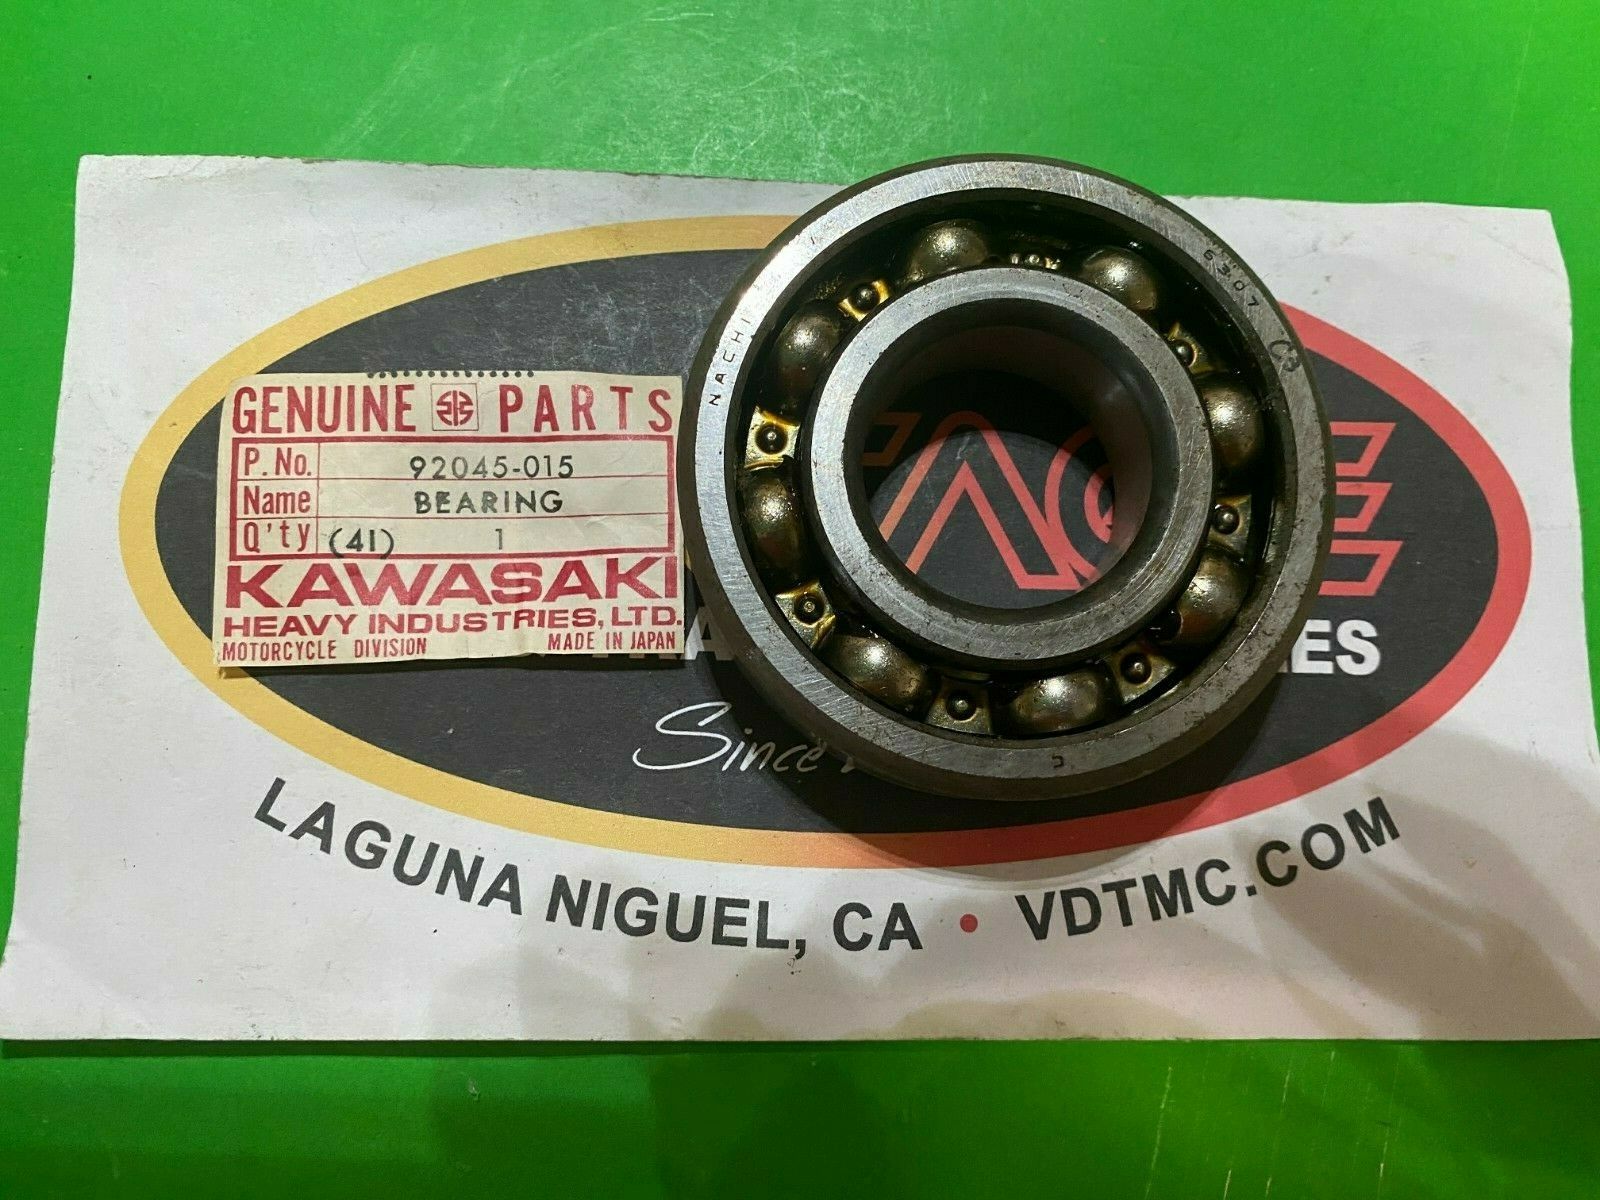 GENUINE PARTS
P. No. 92045-015
Name BEARING
Q'ty (41) 1
KAWASAKI
HEAVY INDUSTRIES, LTD.
MOTORCYCLE DIVISION MADE IN JAPAN
NACHI
6307
C3
Since
LAGUNA NIGUEL, CA • VDTMC.COM